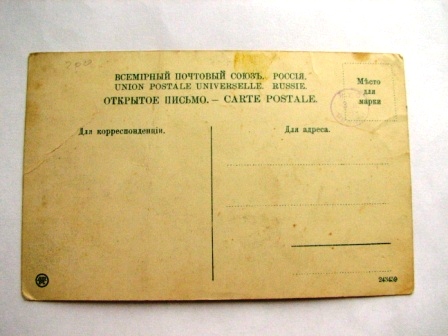 ВСЕМІРНЫЙ ПОЧТОВЫЙ СОЮЗЪ. РОССІЯ.
UNION POSTALE UNIVERSELLE. RUSSIE.
ОТКРЫТОЕ ПИСЬМО. — CARTE POSTALE.
Мѣсто
для
марки
Для корреспонденціи.
Для адреса.